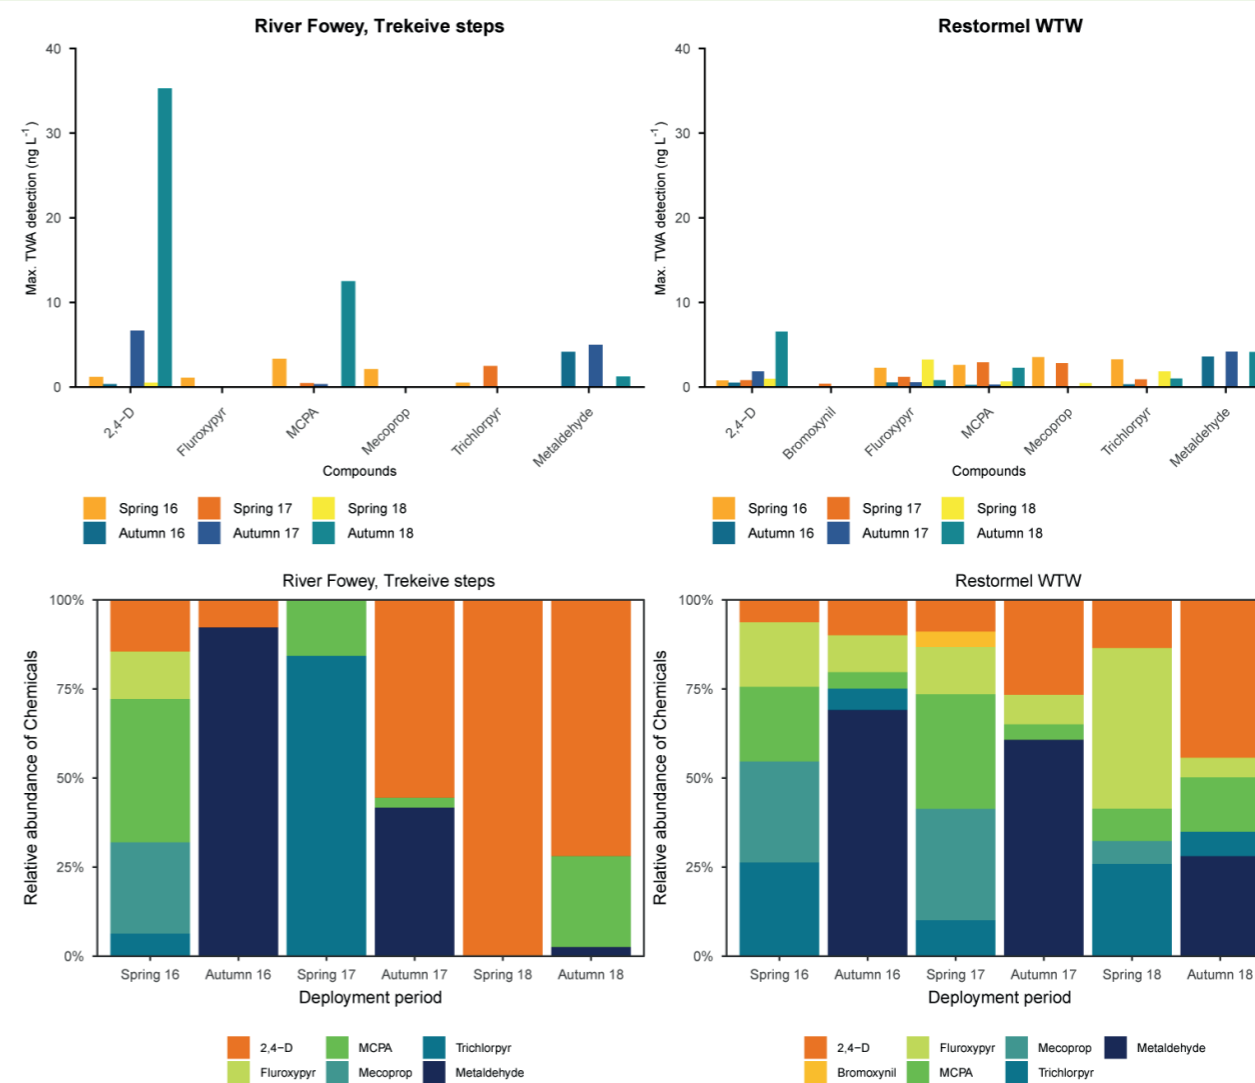 River Fowey, Trekeive steps
Max. TWA detection (ng L⁻¹)
40
30
20
10
0
2,4−D
Fluroxypyr
MCPA
Mecoprop
Trichlorpyr
Metaldehyde
Compounds
Spring 16
Spring 17
Spring 18
Autumn 16
Autumn 17
Autumn 18
Restormel WTW
Max. TWA detection (ng L⁻¹)
40
30
20
10
0
2,4−D
Bromoxynil
Fluroxypyr
MCPA
Mecoprop
Trichlorpyr
Metaldehyde
Compounds
Spring 16
Spring 17
Spring 18
Autumn 16
Autumn 17
Autumn 18
River Fowey, Trekeive steps
Relative abundance of Chemicals
100%
75%
50%
25%
0%
Spring 16
Autumn 16
Spring 17
Autumn 17
Spring 18
Autumn 18
Deployment period
2,4−D
MCPA
Trichlorpyr
Fluroxypyr
Mecoprop
Metaldehyde
Restormel WTW
Relative abundance of Chemicals
100%
75%
50%
25%
0%
Spring 16
Autumn 16
Spring 17
Autumn 17
Spring 18
Autumn 18
Deployment period
2,4−D
Fluroxypyr
Mecoprop
Metaldehyde
Bromoxynil
MCPA
Trichlorpyr